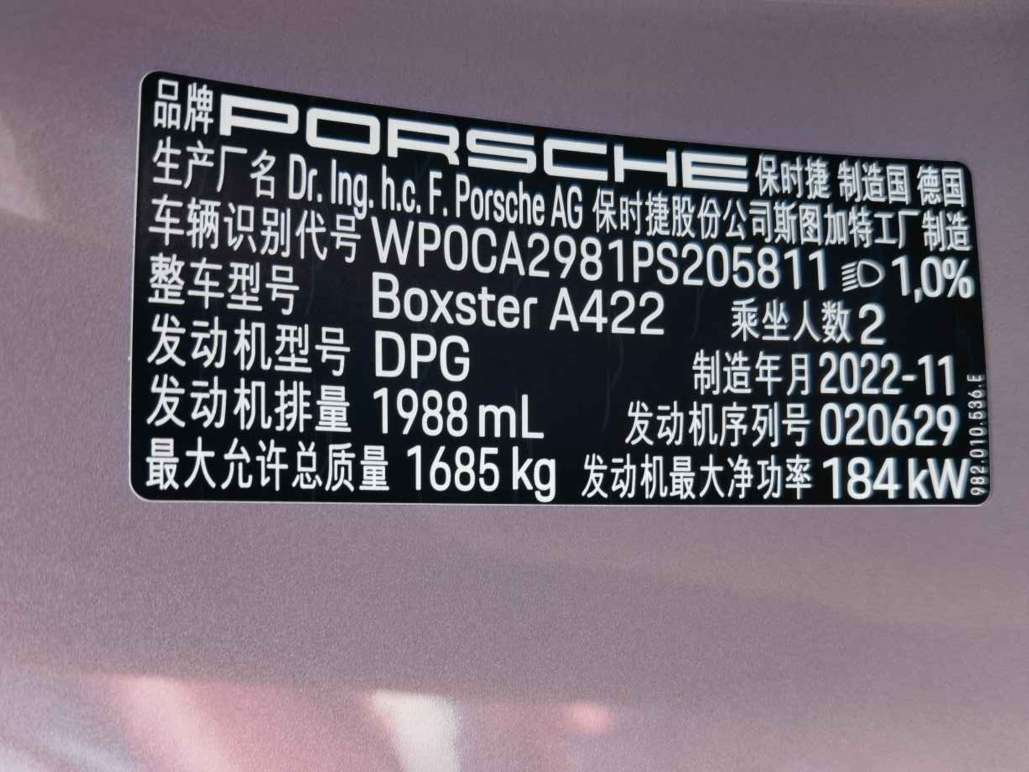 品牌 PORSCHE 保时捷 制造国 德国
生产厂名 Dr. Ing. h.c. F. Porsche AG 保时捷股份公司斯图加特工厂制造
车辆识别代号 WP0CA2981PS205811 1,0%
整车型号 Boxster A422 乘坐人数 2
发动机型号 DPG 制造年月 2022-11
发动机排量 1988 mL 发动机序列号 020629
最大允许总质量 1685 kg 发动机最大净功率 184 kW
982.010.536.E